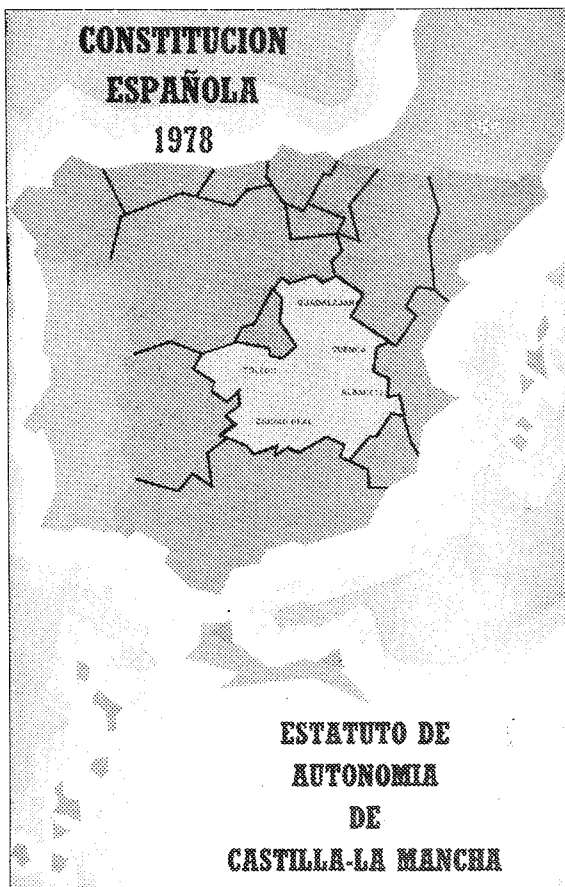 CONSTITUCION
ESPAÑOLA
1978
GUADALAJARA
CUENCA
TOLEDO
ALBACETE
CIUDAD REAL
ESTATUTO DE
AUTONOMIA
DE
CASTILLA-LA MANCHA